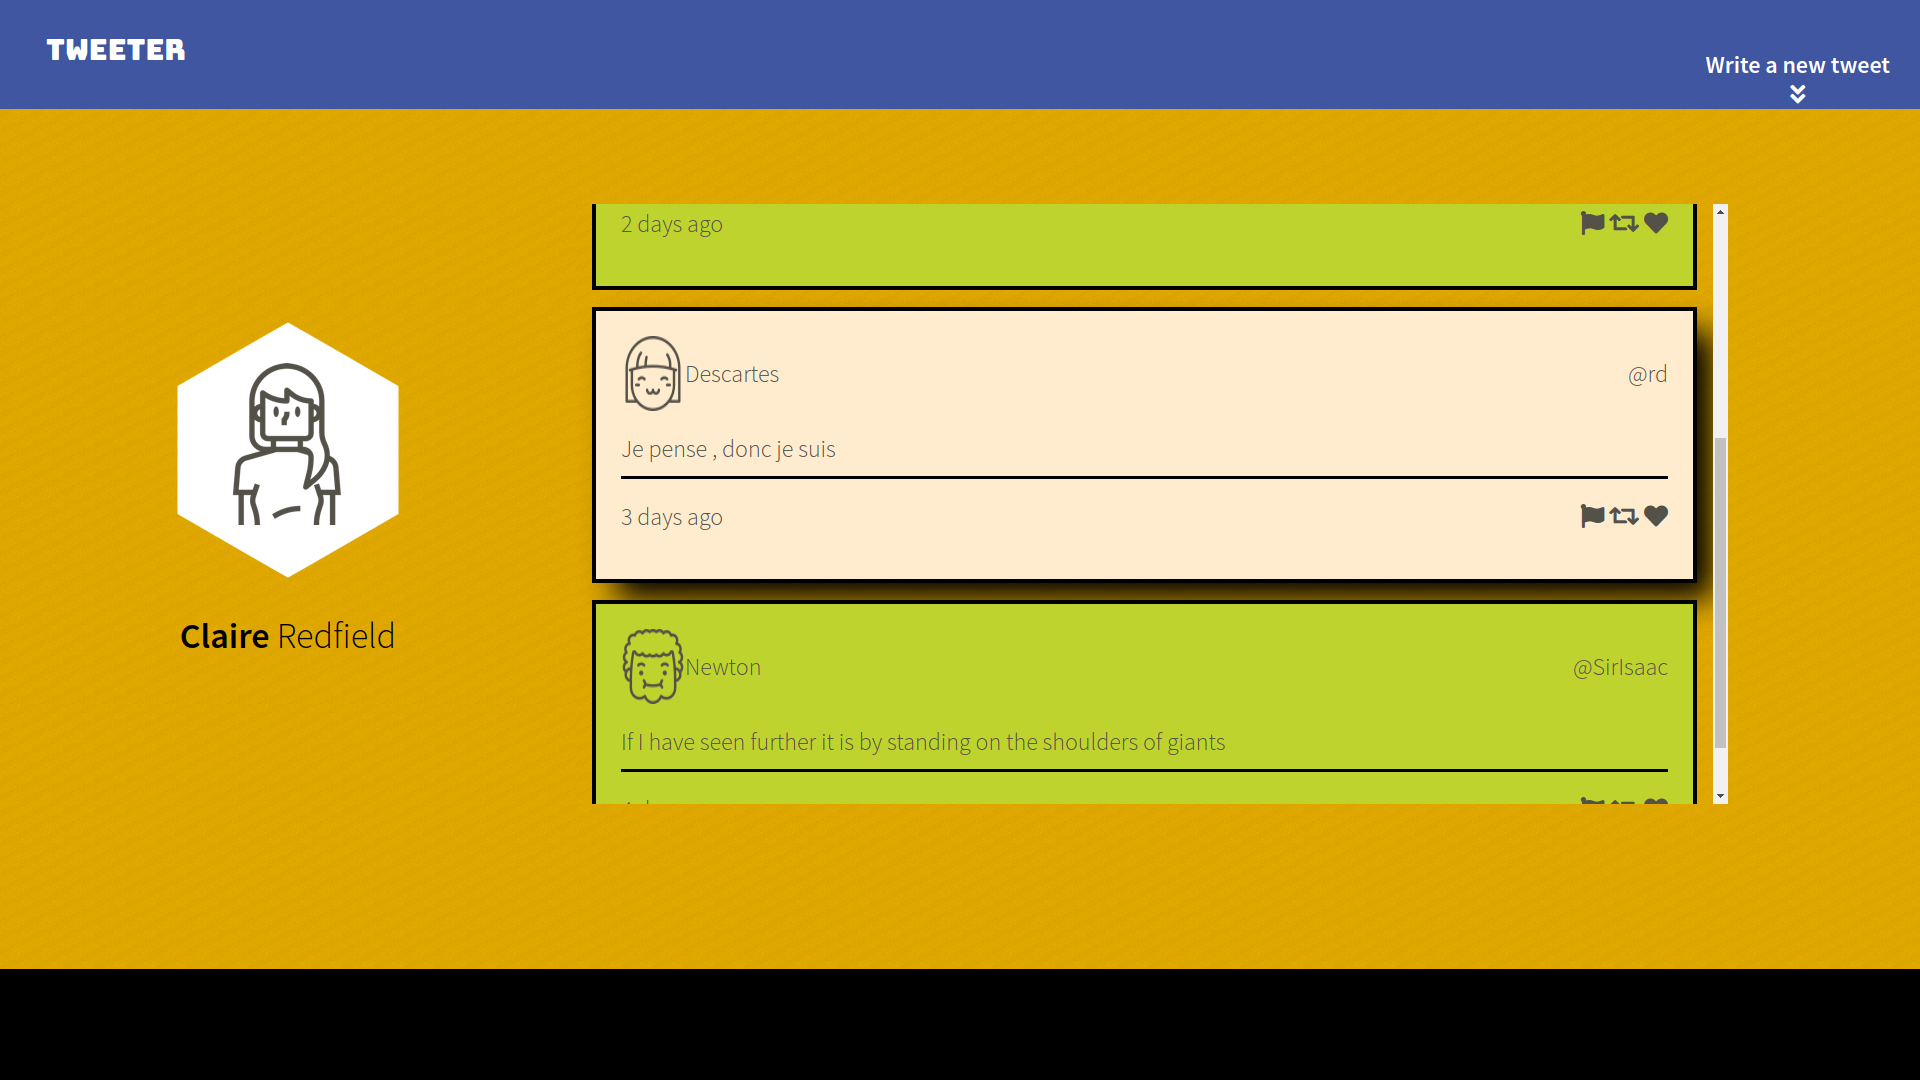 TWEETER
Write a new tweet
2 days ago
Descartes
@rd
Je pense , donc je suis
3 days ago
Claire Redfield
Newton
@SirIsaac
If I have seen further it is by standing on the shoulders of giants